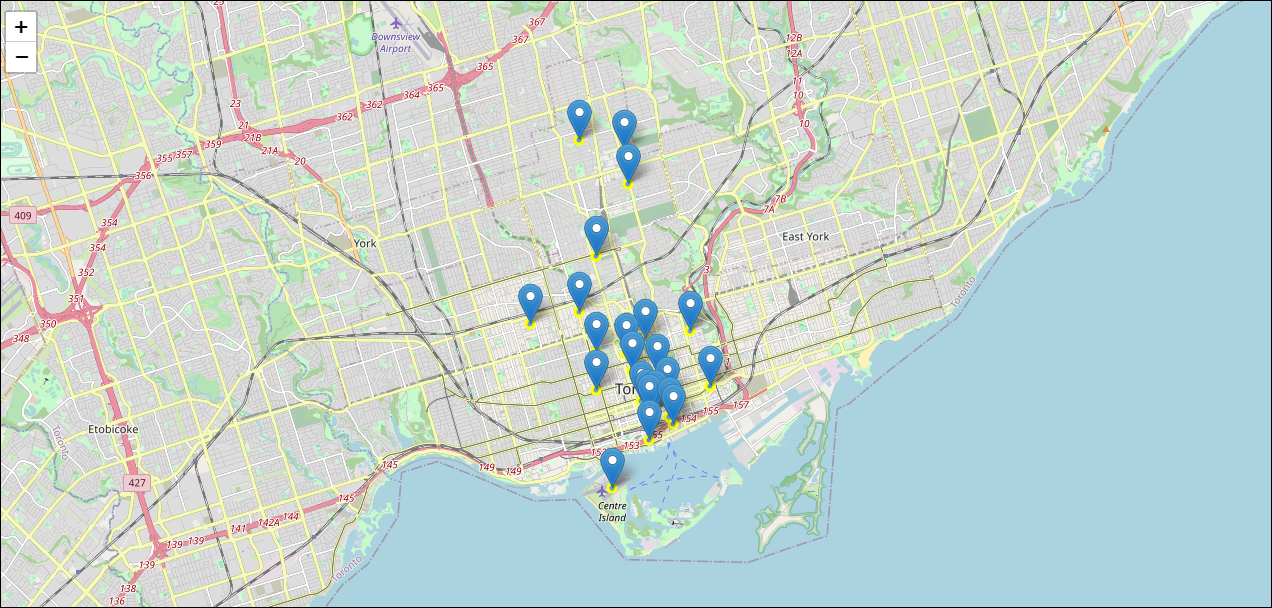 +
−
23
367
367
Downsview
Airport
365
365
364
362
362
12B
12A
11
10
10
23
21
21B
21A
20
359
355
357
356
409
354
354
352
351
350
348
York
East York
7B
7A
3
Toronto
Etobicoke
Toronto
427
Tor
157
155
154
153
149
149
145
145
144
142A
141
139
139
139
138
136
Centre
Island
Toronto